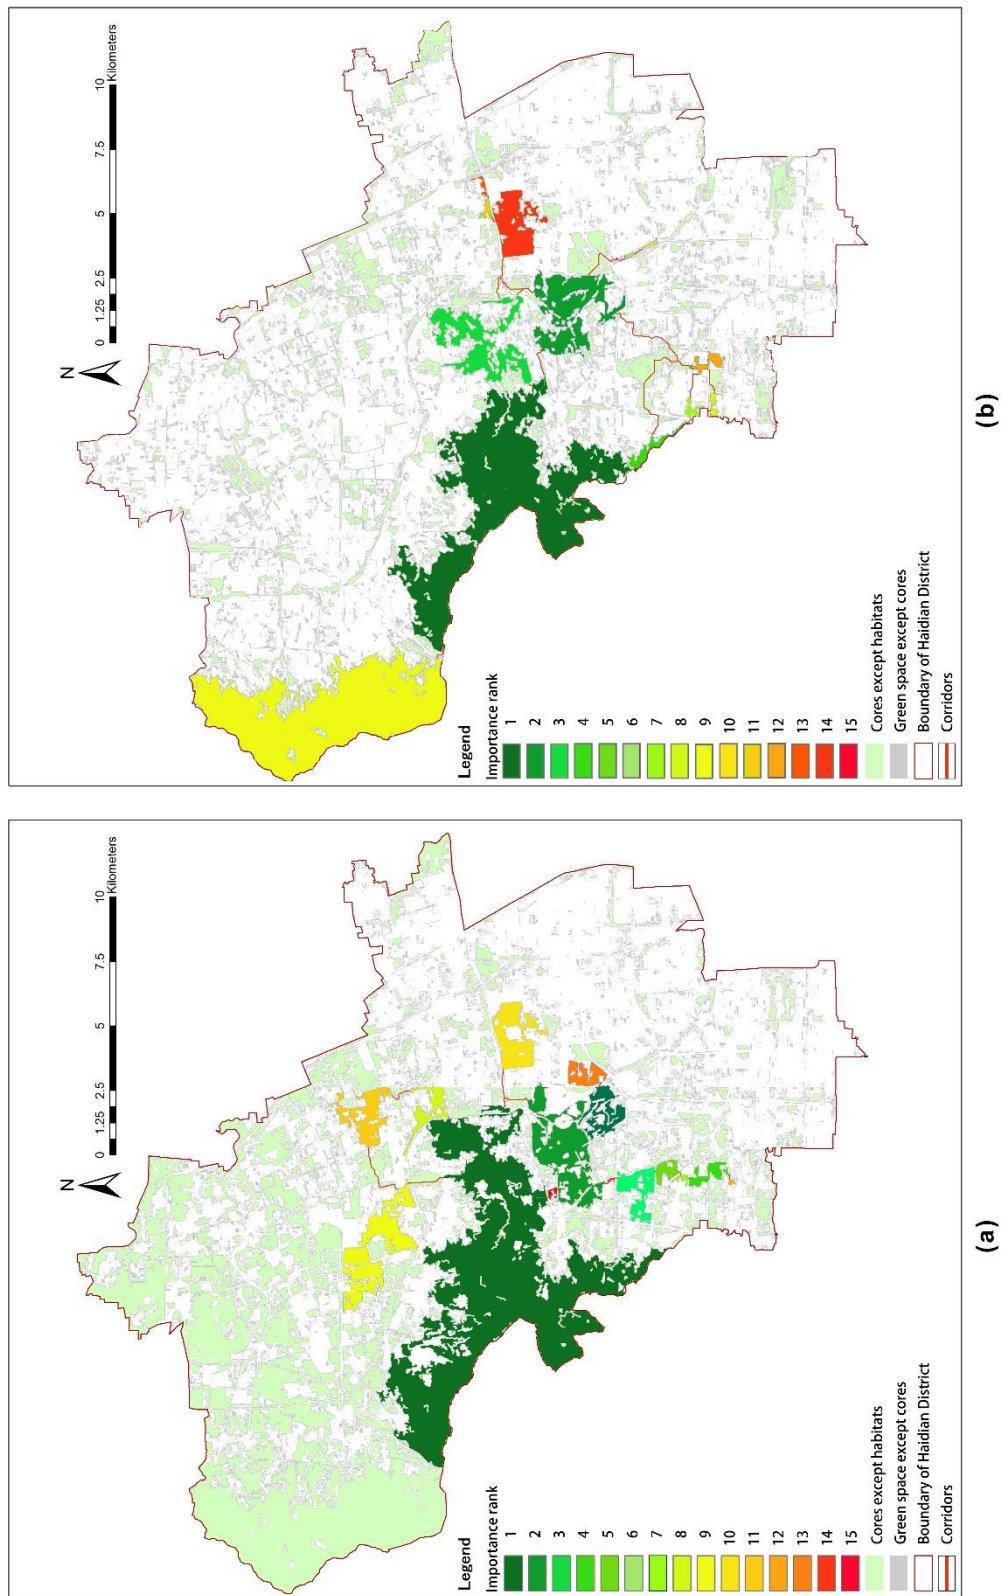 N
0 1.25 2.5 5 7.5 10
Kilometers
Legend
Importance rank
1
2
3
4
5
6
7
8
9
10
11
12
13
14
15
Cores except habitats
Green space except cores
Boundary of Haidian District
Corridors
(a)
N
0 1.25 2.5 5 7.5 10
Kilometers
Legend
Importance rank
1
2
3
4
5
6
7
8
9
10
11
12
13
14
15
Cores except habitats
Green space except cores
Boundary of Haidian District
Corridors
(b)